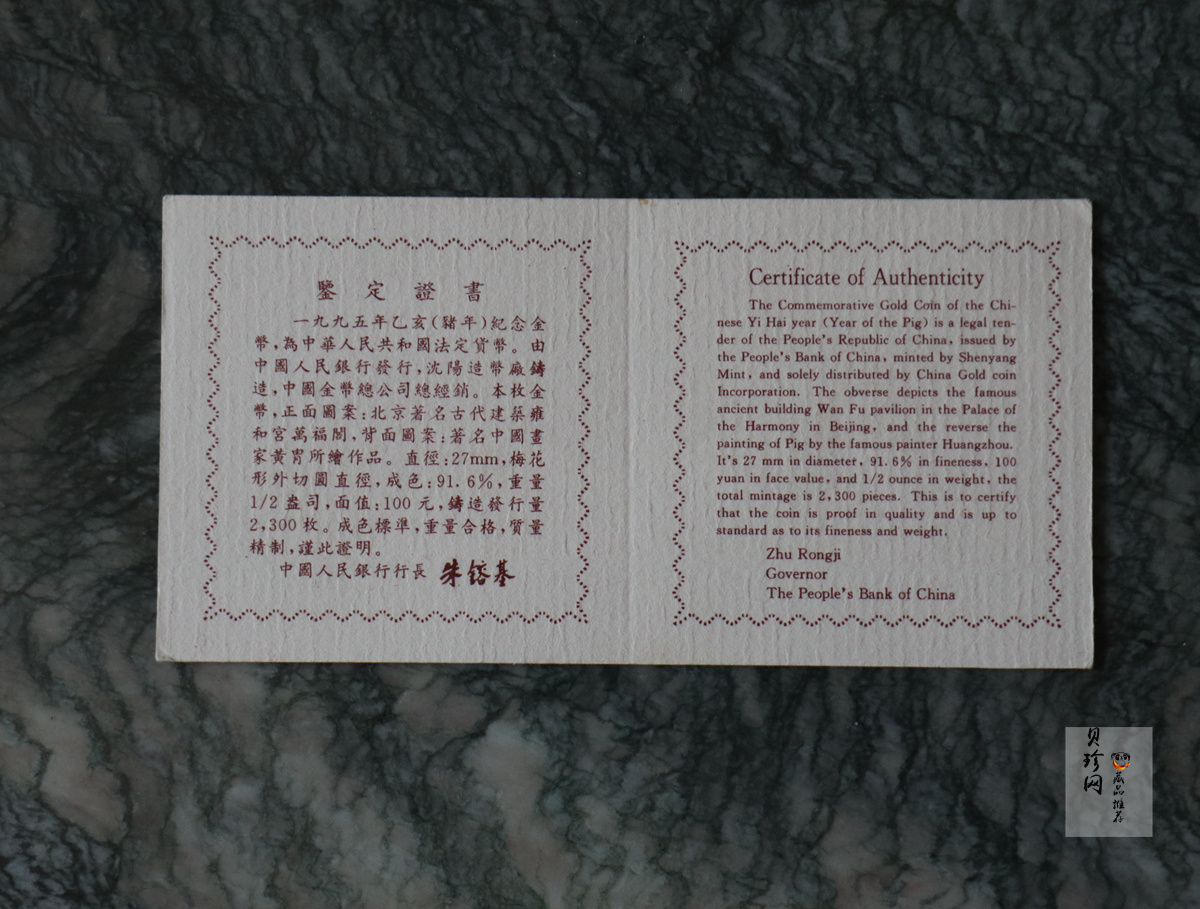 鑒定證書
一九九五年乙亥(豬年)紀念金
幣,為中華人民共和國法定貨幣。由
中國人民銀行發行,沈陽造幣廠鑄
造,中國金幣總公司總經銷。本枚金
幣,正面圖案:北京著名古代建築雍
和宮萬福閣,背面圖案:著名中國畫
家黃胄所繪作品。直徑:27mm,梅花
形外切圓直徑,成色:91.6%,重量
1/2盎司,面值:100元,鑄造發行量
2,300枚。成色標準,重量合格,質量
精制,謹此證明。
中國人民銀行行長 朱鎔基
Certificate of Authenticity
The Commemorative Gold Coin of the Chi-
nese Yi Hai year (Year of the Pig) is a legal ten-
der of the People's Republic of China, issued by
the People's Bank of China, minted by Shenyang
Mint, and solely distributed by China Gold coin
Incorporation. The obverse depicts the famous
ancient building Wan Fu pavilion in the Palace of
the Harmony in Beijing, and the reverse the
painting of Pig by the famous painter Huangzhou.
It's 27 mm in diameter, 91.6% in fineness, 100
yuan in face value, and 1/2 ounce in weight, the
total mintage is 2,300 pieces. This is to certify
that the coin is proof in quality and is up to
standard as to its fineness and weight.
Zhu Rongji
Governor
The People's Bank of China
贝珍网
藏品推荐